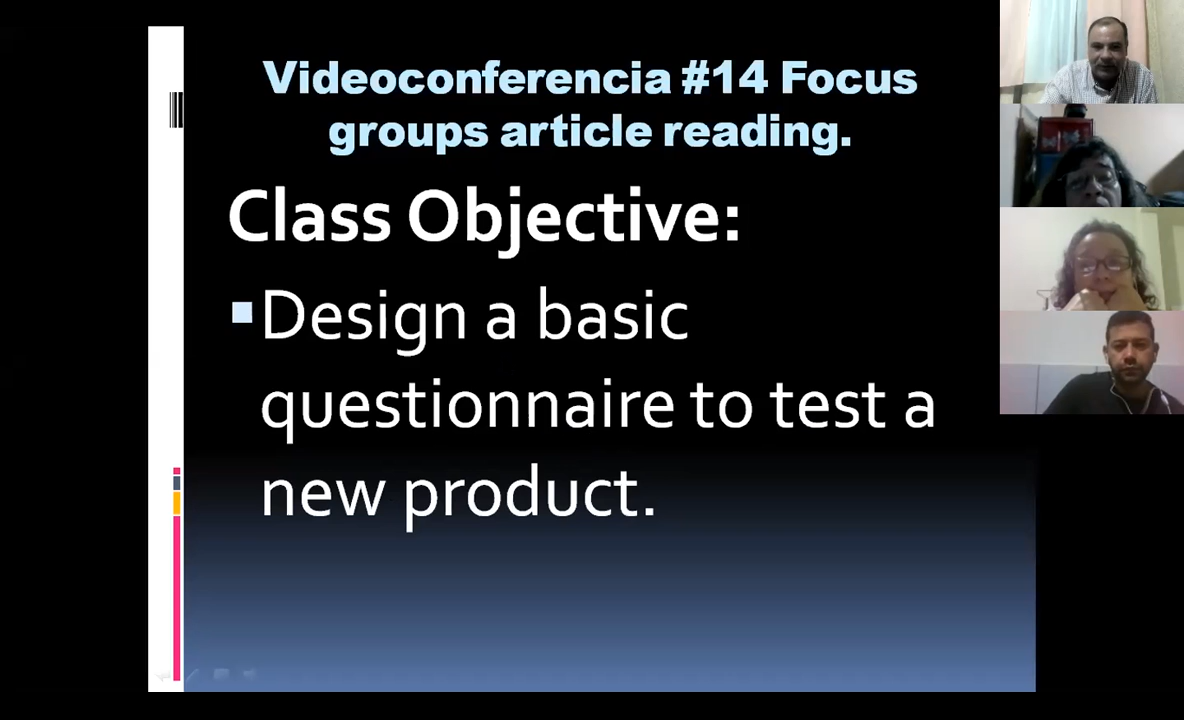 Videoconferencia #14 Focus
groups article reading.
Class Objective:
Design a basic
questionnaire to test a
new product.